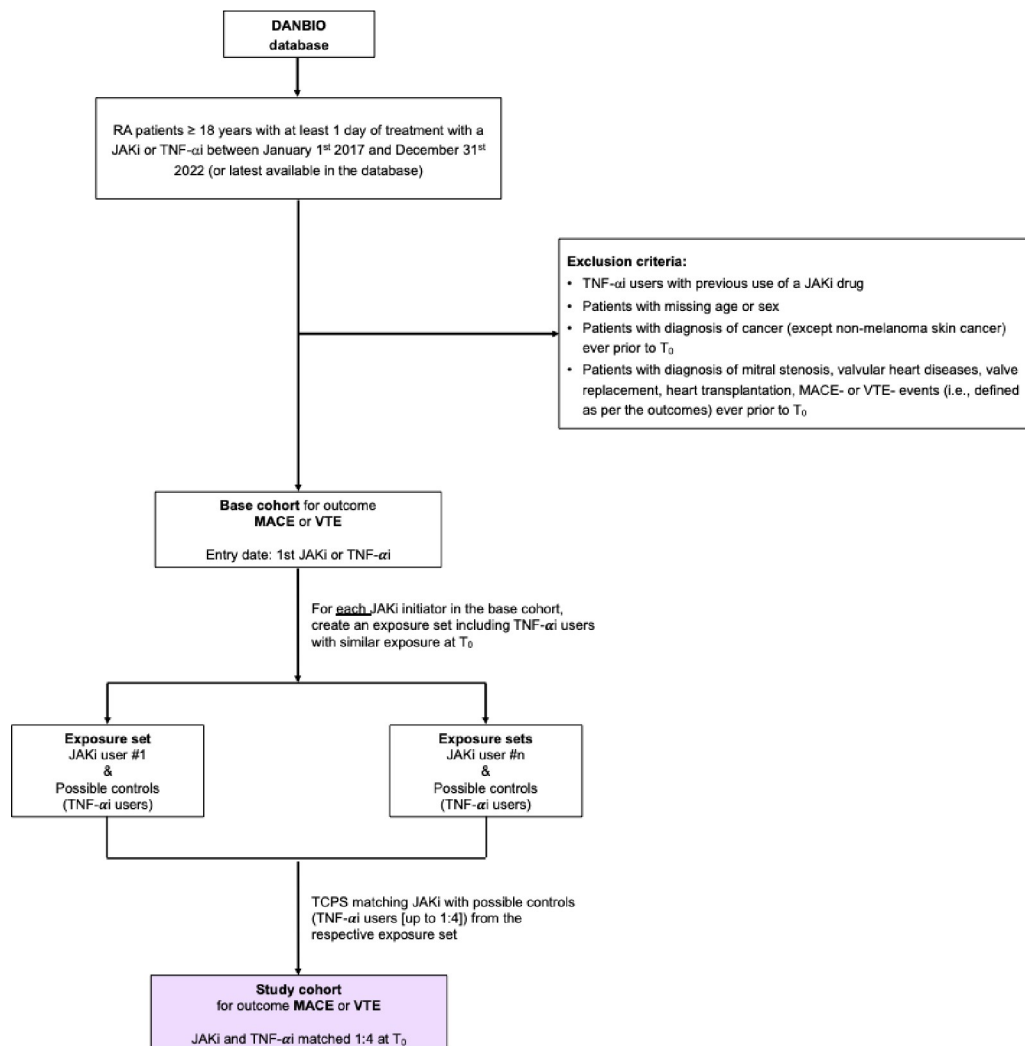 DANBIO
database
RA patients ≥ 18 years with at least 1 day of treatment with a
JAKi or TNF-αi between January 1st 2017 and December 31st
2022 (or latest available in the database)
Exclusion criteria:
• TNF-αi users with previous use of a JAKi drug
• Patients with missing age or sex
• Patients with diagnosis of cancer (except non-melanoma skin cancer)
ever prior to T0
• Patients with diagnosis of mitral stenosis, valvular heart diseases, valve
replacement, heart transplantation, MACE- or VTE- events (i.e., defined
as per the outcomes) ever prior to T0
Base cohort for outcome
MACE or VTE
Entry date: 1st JAKi or TNF-αi
For each JAKi initiator in the base cohort,
create an exposure set including TNF-αi users
with similar exposure at T0
Exposure set
JAKi user #1
&
Possible controls
(TNF-αi users)
Exposure sets
JAKi user #n
&
Possible controls
(TNF-αi users)
TCPS matching JAKi with possible controls
(TNF-αi users [up to 1:4]) from the
respective exposure set
Study cohort
for outcome MACE or VTE
JAKi and TNF-αi matched 1:4 at T0